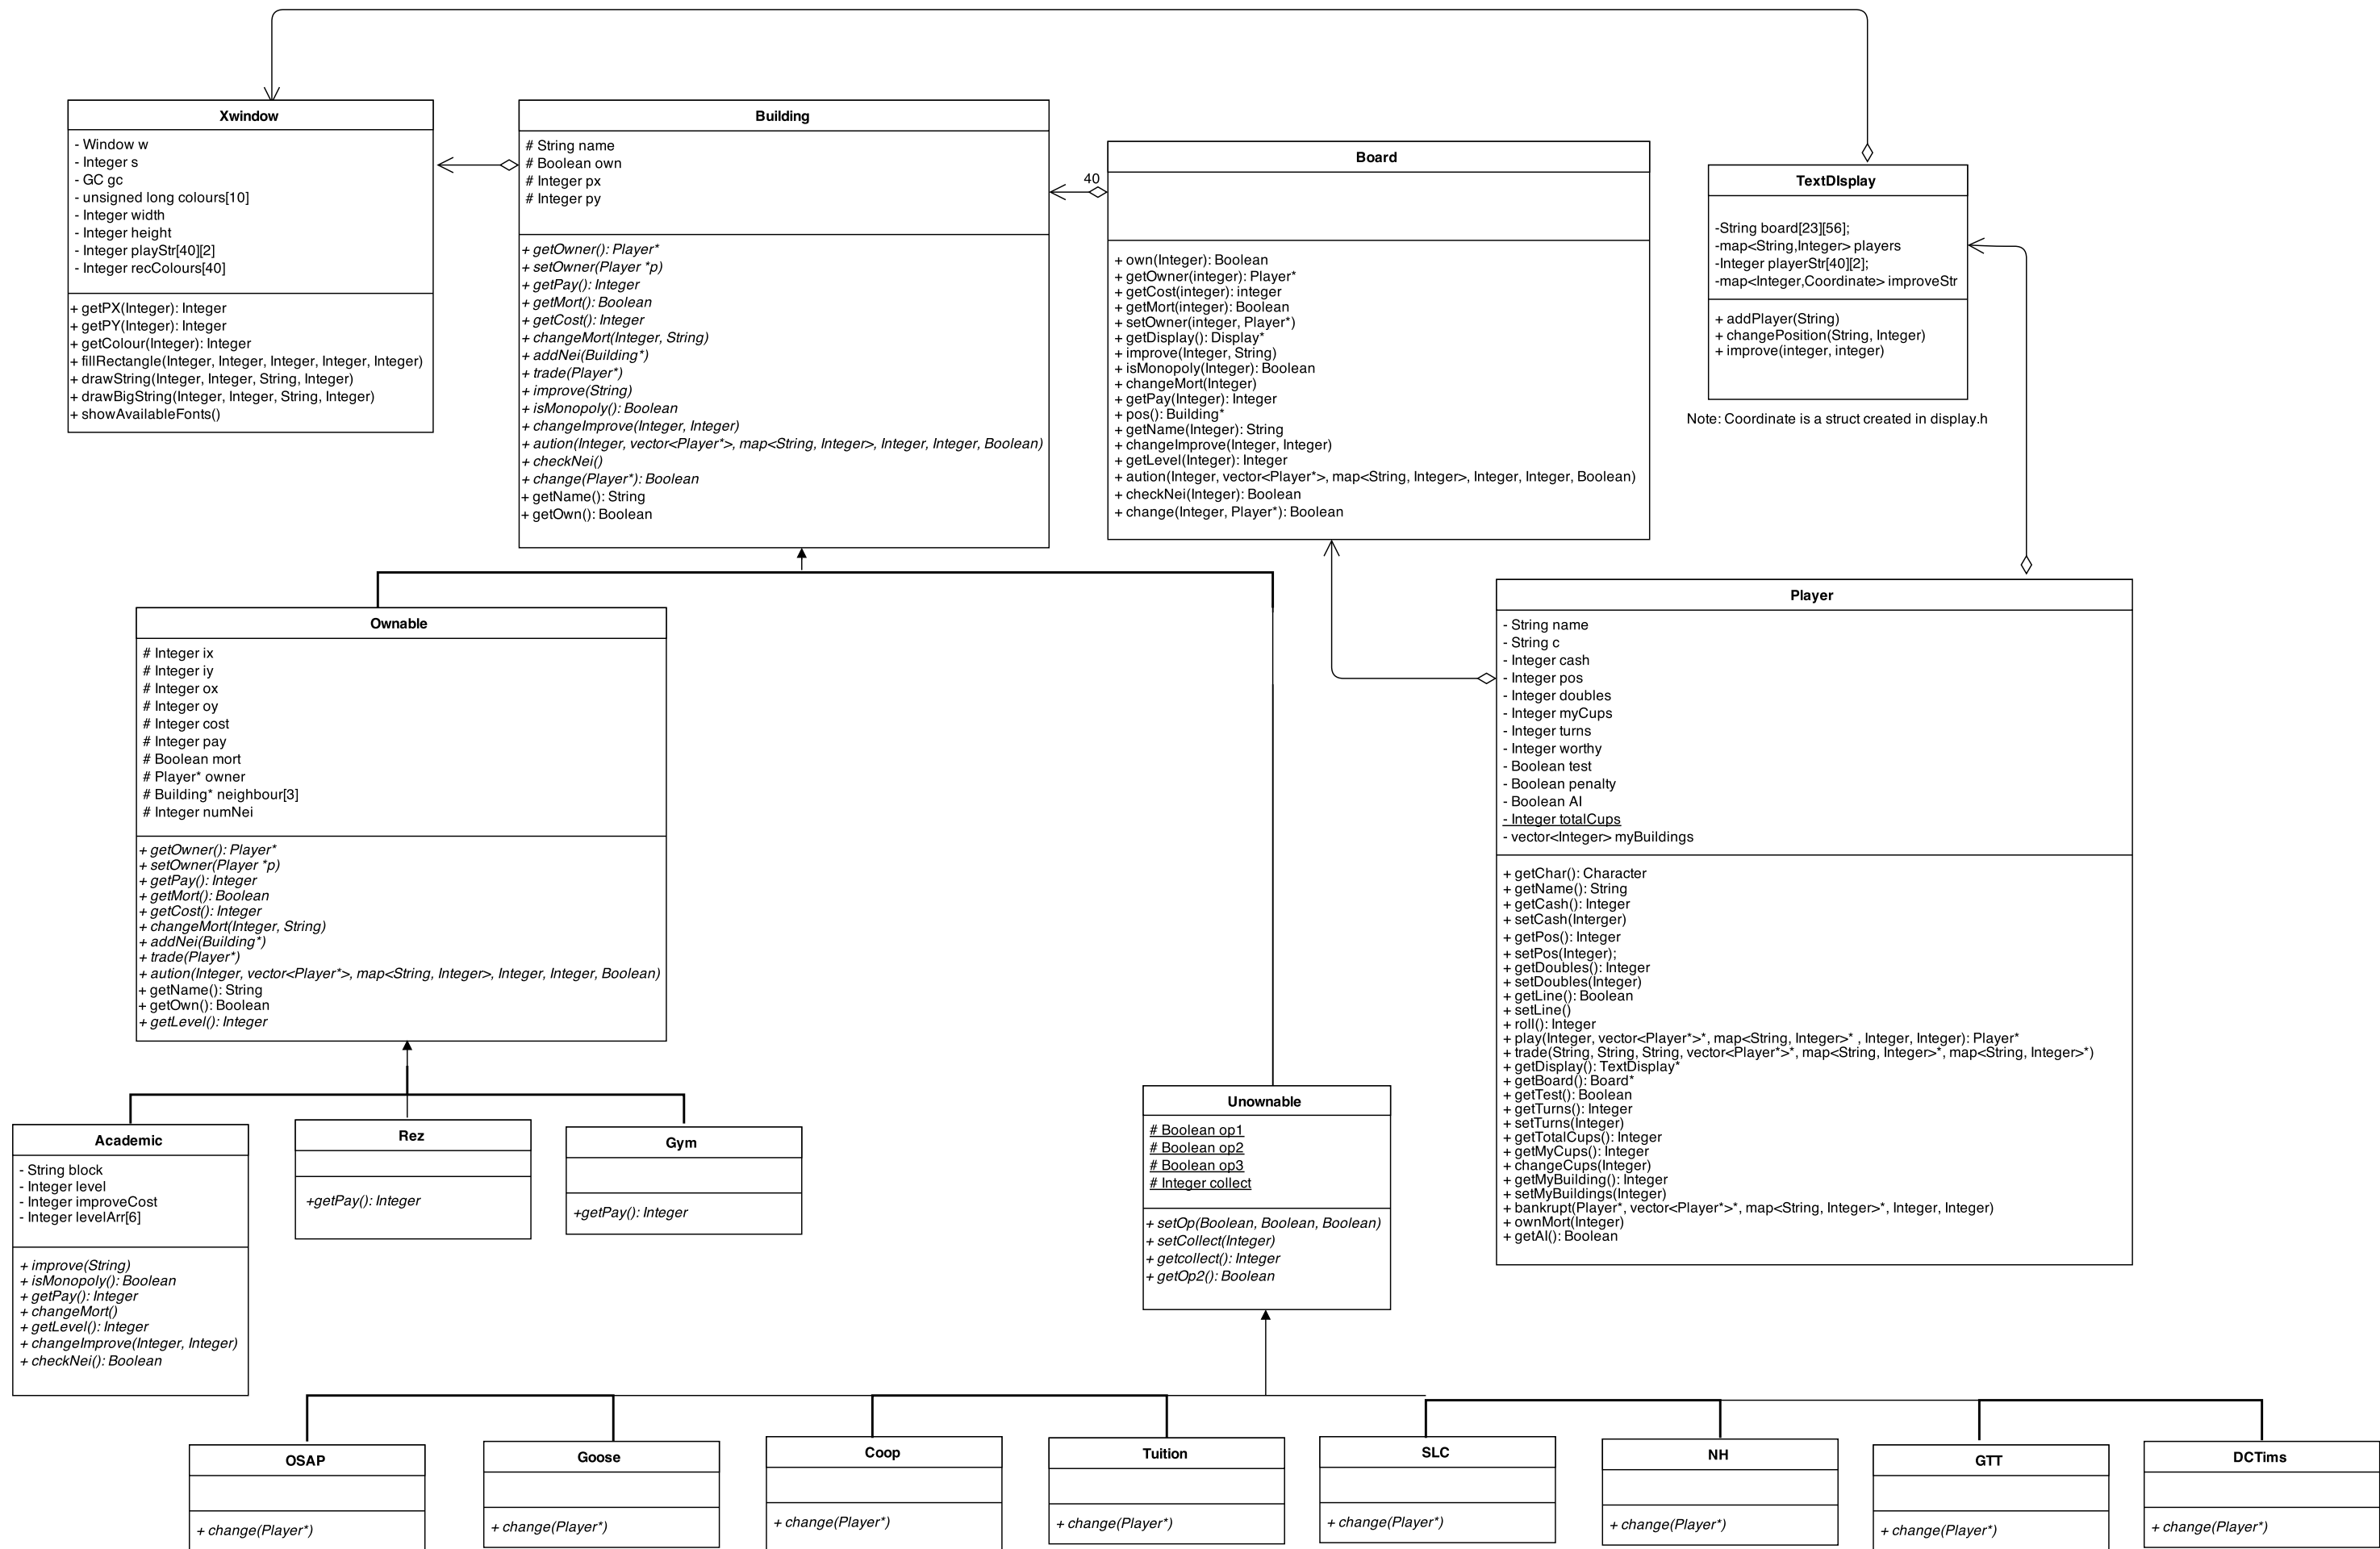 Xwindow
- Window w
- Integer s
- GC gc
- unsigned long colours[10]
- Integer width
- Integer height
- Integer playStr[40][2]
- Integer recColours[40]
+ getPX(Integer): Integer
+ getPY(Integer): Integer
+ getColour(Integer): Integer
+ fillRectangle(Integer, Integer, Integer, Integer, Integer)
+ drawString(Integer, Integer, String, Integer)
+ drawBigString(Integer, Integer, String, Integer)
+ showAvailableFonts()
Building
# String name
# Boolean own
# Integer px
# Integer py
+ getOwner(): Player*
+ setOwner(Player *p)
+ getPay(): Integer
+ getMort(): Boolean
+ getCost(): Integer
+ changeMort(Integer, String)
+ addNei(Building*)
+ trade(Player*)
+ improve(String)
+ isMonopoly(): Boolean
+ changeImprove(Integer, Integer)
+ aution(Integer, vector<Player*>, map<String, Integer>, Integer, Integer, Boolean)
+ checkNei()
+ change(Player*): Boolean
+ getName(): String
+ getOwn(): Boolean
40
Board
+ own(Integer): Boolean
+ getOwner(integer): Player*
+ getCost(integer): integer
+ getMort(integer): Boolean
+ setOwner(integer, Player*)
+ getDisplay(): Display*
+ improve(Integer, String)
+ isMonopoly(Integer): Boolean
+ changeMort(Integer)
+ getPay(Integer): Integer
+ pos(): Building*
+ getName(Integer): String
+ changeImprove(Integer, Integer)
+ getLevel(Integer): Integer
+ aution(Integer, vector<Player*>, map<String, Integer>, Integer, Integer, Boolean)
+ checkNei(Integer): Boolean
+ change(Integer, Player*): Boolean
TextDIsplay
-String board[23][56];
-map<String,Integer> players
-Integer playerStr[40][2];
-map<Integer,Coordinate> improveStr
+ addPlayer(String)
+ changePosition(String, Integer)
+ improve(integer, integer)
Note: Coordinate is a struct created in display.h
Ownable
# Integer ix
# Integer iy
# Integer ox
# Integer oy
# Integer cost
# Integer pay
# Boolean mort
# Player* owner
# Building* neighbour[3]
# Integer numNei
+ getOwner(): Player*
+ setOwner(Player *p)
+ getPay(): Integer
+ getMort(): Boolean
+ getCost(): Integer
+ changeMort(Integer, String)
+ addNei(Building*)
+ trade(Player*)
+ aution(Integer, vector<Player*>, map<String, Integer>, Integer, Integer, Boolean)
+ getName(): String
+ getOwn(): Boolean
+ getLevel(): Integer
Player
- String name
- String c
- Integer cash
- Integer pos
- Integer doubles
- Integer myCups
- Integer turns
- Integer worthy
- Boolean test
- Boolean penalty
- Boolean AI
- Integer totalCups
- vector<Integer> myBuildings
+ getChar(): Character
+ getName(): String
+ getCash(): Integer
+ setCash(Interger)
+ getPos(): Integer
+ setPos(Integer);
+ getDoubles(): Integer
+ setDoubles(Integer)
+ getLine(): Boolean
+ setLine()
+ roll(): Integer
+ play(Integer, vector<Player*>*, map<String, Integer>* , Integer, Integer): Player*
+ trade(String, String, String, vector<Player*>*, map<String, Integer>*, map<String, Integer>*)
+ getDisplay(): TextDisplay*
+ getBoard(): Board*
+ getTest(): Boolean
+ getTurns(): Integer
+ setTurns(Integer)
+ getTotalCups(): Integer
+ getMyCups(): Integer
+ changeCups(Integer)
+ getMyBuilding(): Integer
+ setMyBuildings(Integer)
+ bankrupt(Player*, vector<Player*>*, map<String, Integer>*, Integer, Integer)
+ ownMort(Integer)
+ getAI(): Boolean
Academic
- String block
- Integer level
- Integer improveCost
- Integer levelArr[6]
+ improve(String)
+ isMonopoly(): Boolean
+ getPay(): Integer
+ changeMort()
+ getLevel(): Integer
+ changeImprove(Integer, Integer)
+ checkNei(): Boolean
Rez
+getPay(): Integer
Gym
+getPay(): Integer
Unownable
# Boolean op1
# Boolean op2
# Boolean op3
# Integer collect
+ setOp(Boolean, Boolean, Boolean)
+ setCollect(Integer)
+ getcollect(): Integer
+ getOp2(): Boolean
OSAP
+ change(Player*)
Goose
+ change(Player*)
Coop
+ change(Player*)
Tuition
+ change(Player*)
SLC
+ change(Player*)
NH
+ change(Player*)
GTT
+ change(Player*)
DCTims
+ change(Player*)